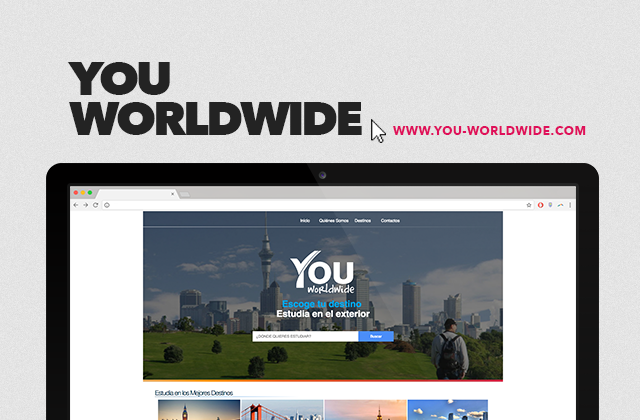 YOU
WORLDWIDE
WWW.YOU-WORLDWIDE.COM
Inicio Quiénes Somos Destinos Contactos
YOU
worldwide
Escoge tu destino
Estudia en el exterior
¿DÓNDE QUIERES ESTUDIAR? Buscar
Estudia en los Mejores Destinos